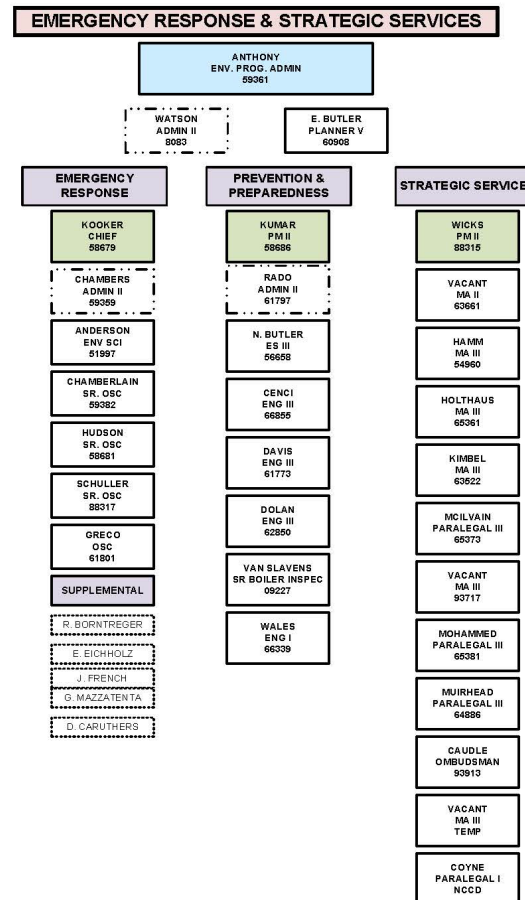 EMERGENCY RESPONSE & STRATEGIC SERVICES
ANTHONY
ENV. PROG. ADMIN
59361
WATSON
ADMIN II
8083
E. BUTLER
PLANNER V
60908
EMERGENCY
RESPONSE
KOOKER
CHIEF
58679
CHAMBERS
ADMIN II
59359
ANDERSON
ENV SCI
51997
CHAMBERLAIN
SR. OSC
59382
HUDSON
SR. OSC
58681
SCHULLER
SR. OSC
88317
GRECO
OSC
61801
SUPPLEMENTAL
R. BORNTREGER
E. EICHHOLZ
J. FRENCH
G. MAZZATENTA
D. CARUTHERS
PREVENTION &
PREPAREDNESS
KUMAR
PM II
58686
RADO
ADMIN II
61797
N. BUTLER
ES III
56658
CENCI
ENG III
66855
DAVIS
ENG III
61773
DOLAN
ENG III
62850
VAN SLAVENS
SR BOILER INSPEC
09227
WALES
ENG I
66339
STRATEGIC SERVICE
WICKS
PM II
88315
VACANT
MA II
63661
HAMM
MA III
54960
HOLTHAUS
MA III
65361
KIMBEL
MA III
63522
MCILVAIN
PARALEGAL III
65373
VACANT
MA III
93717
MOHAMMED
PARALEGAL III
65381
MUIRHEAD
PARALEGAL III
64886
CAUDLE
OMBUDSMAN
93913
VACANT
MA III
TEMP
COYNE
PARALEGAL I
NCCD